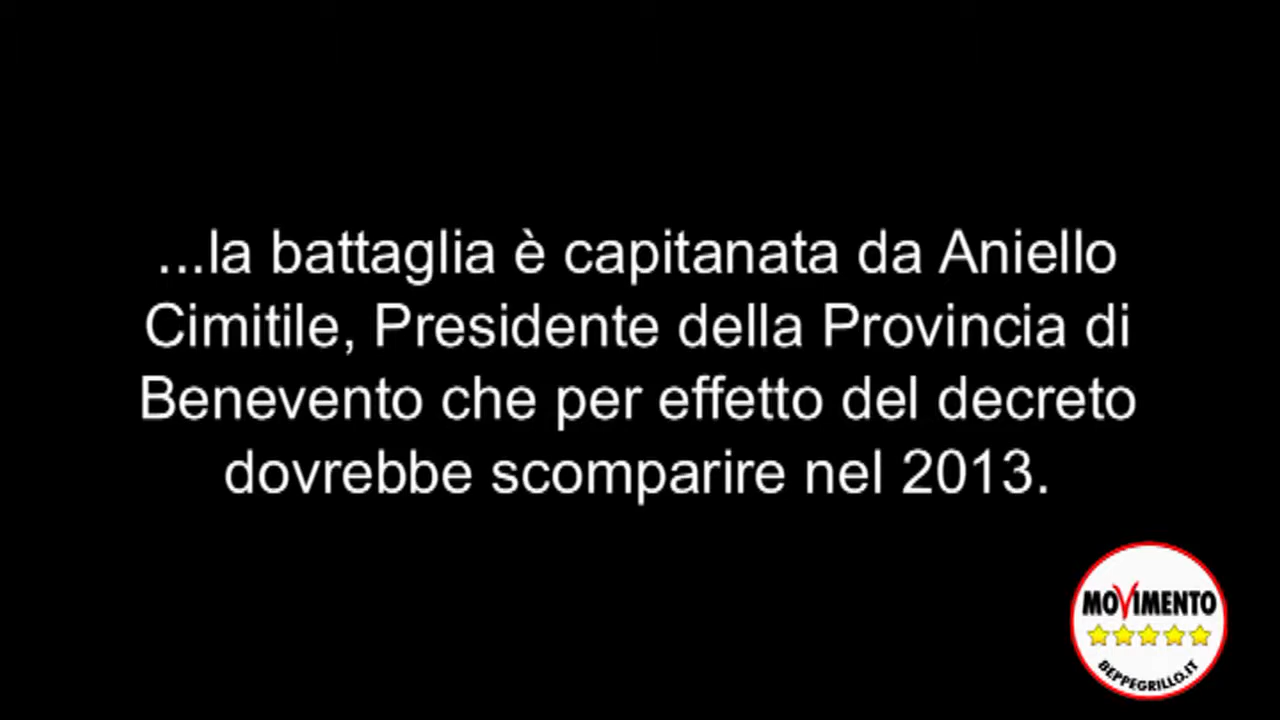 ...la battaglia è capitanata da Aniello
Cimitile, Presidente della Provincia di
Benevento che per effetto del decreto
dovrebbe scomparire nel 2013.
MOVIMENTO
BEPPEGRILLO.IT